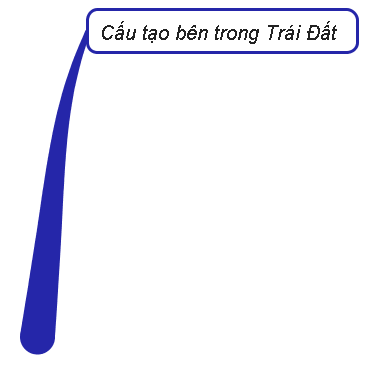 Cấu tạo bên trong Trái Đất